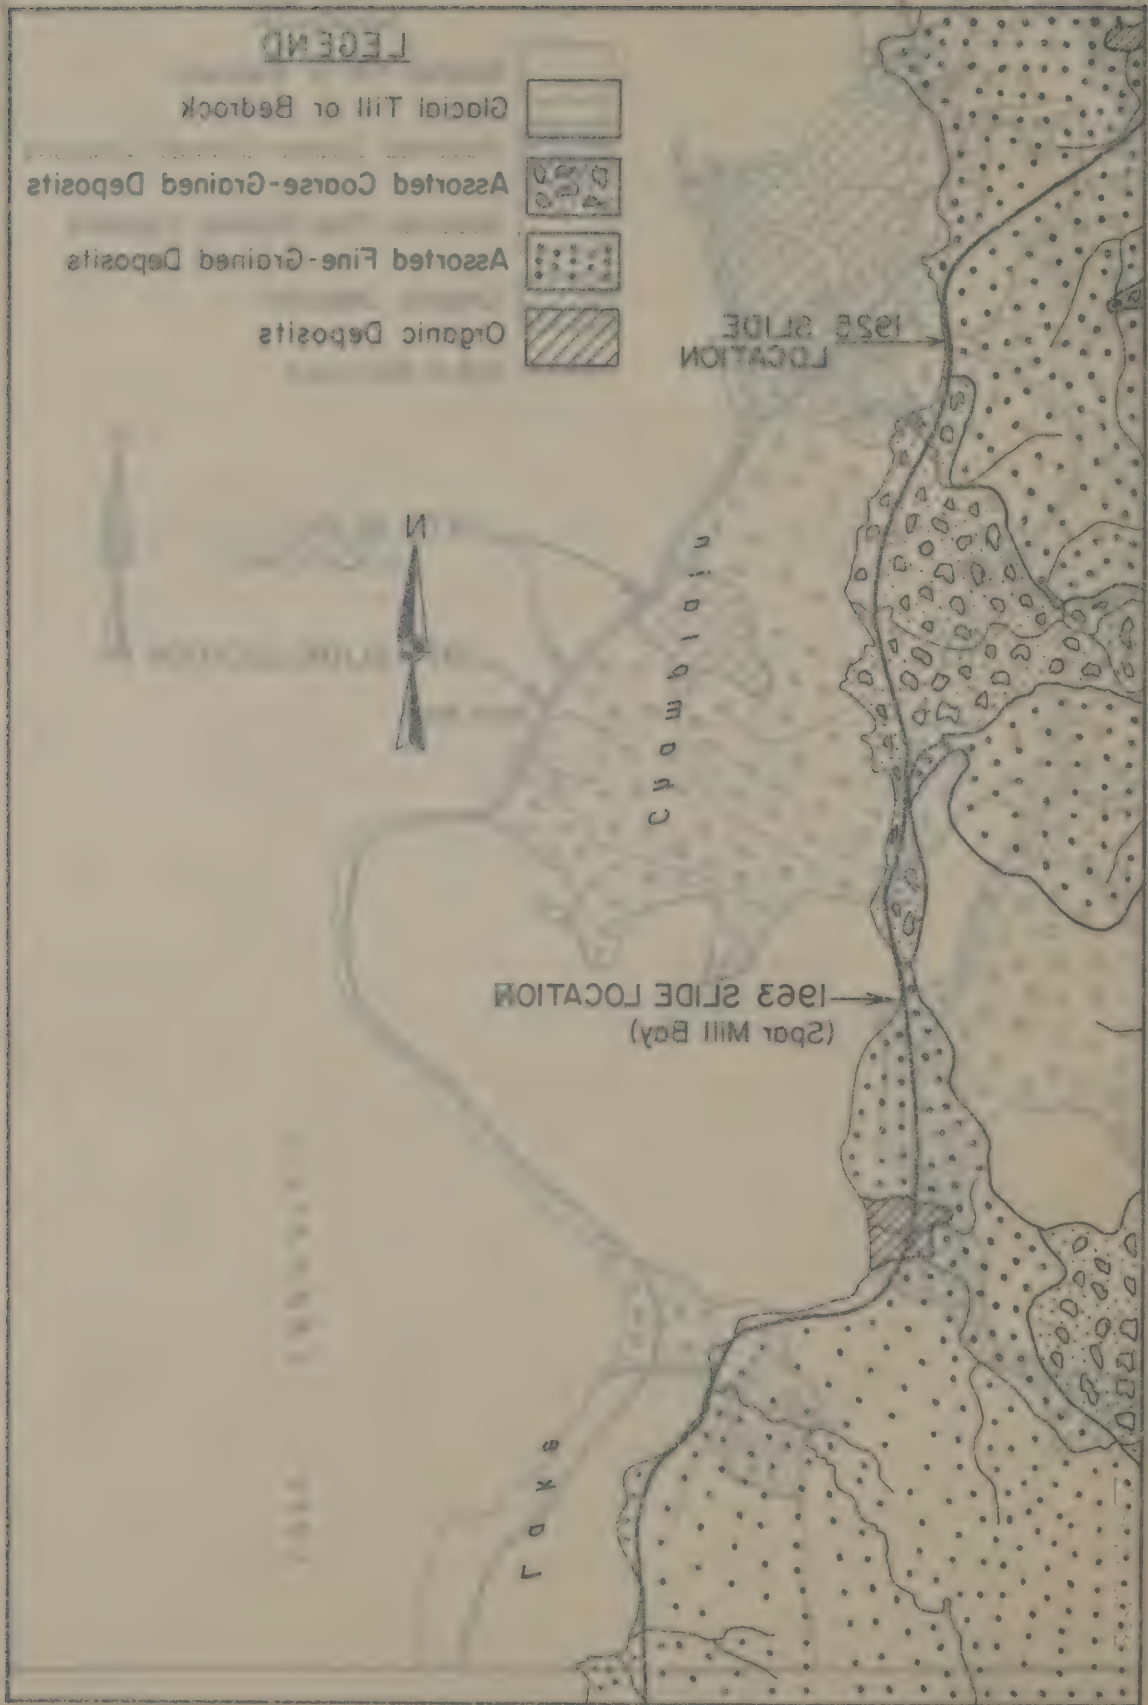 LEGEND
Glacial Till or Bedrock
Assorted Coarse-Grained Deposits
Assorted Fine-Grained Deposits
Organic Deposits
1925 SLIDE
LOCATION
N
Champlain
1963 SLIDE LOCATION
(Spar Mill Bay)
Lake